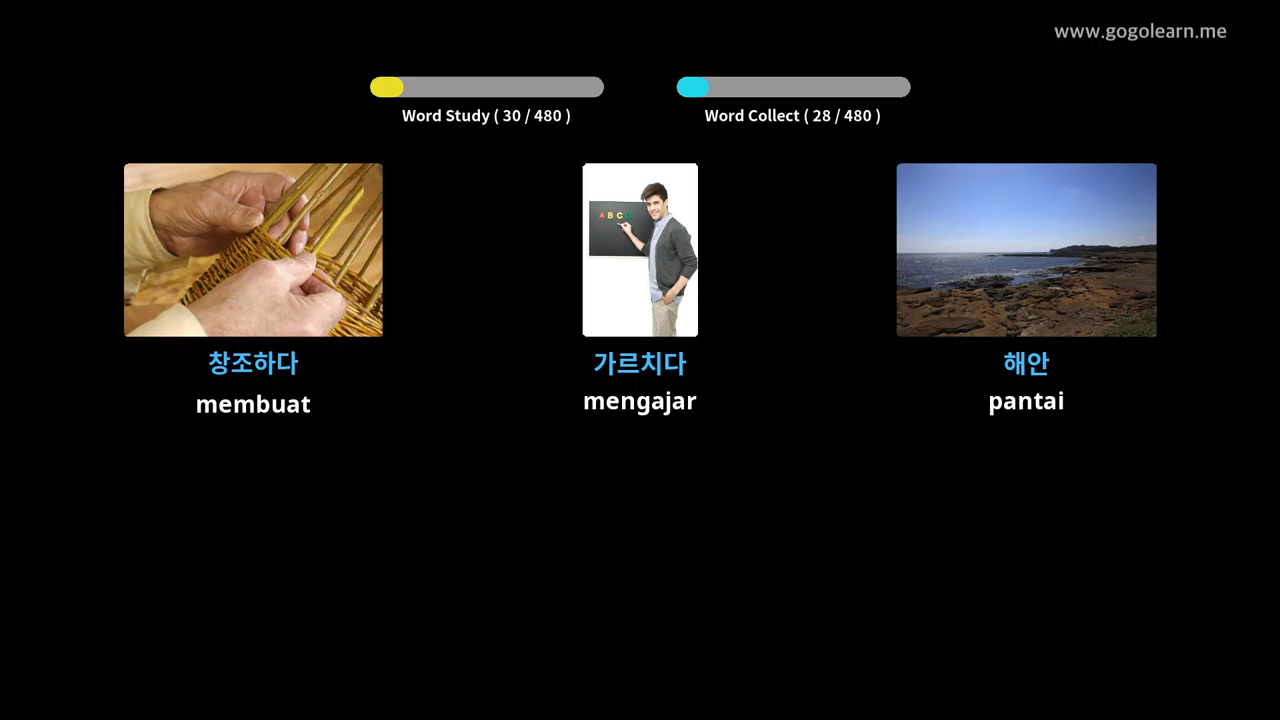 www.gogolearn.me
Word Study ( 30 / 480 )
Word Collect ( 28 / 480 )
A B C D
창조하다
가르치다
해안
membuat
mengajar
pantai